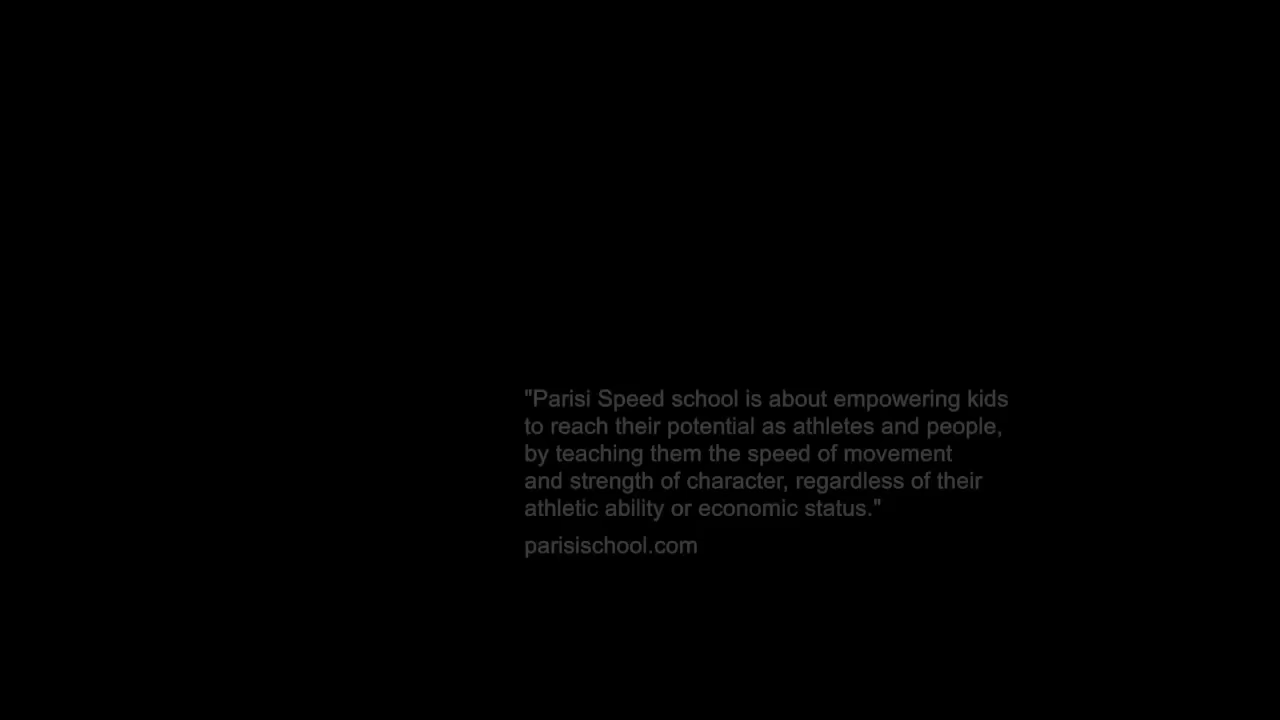 "Parisi Speed school is about empowering kids
to reach their potential as athletes and people,
by teaching them the speed of movement
and strength of character, regardless of their
athletic ability or economic status."
parisischool.com